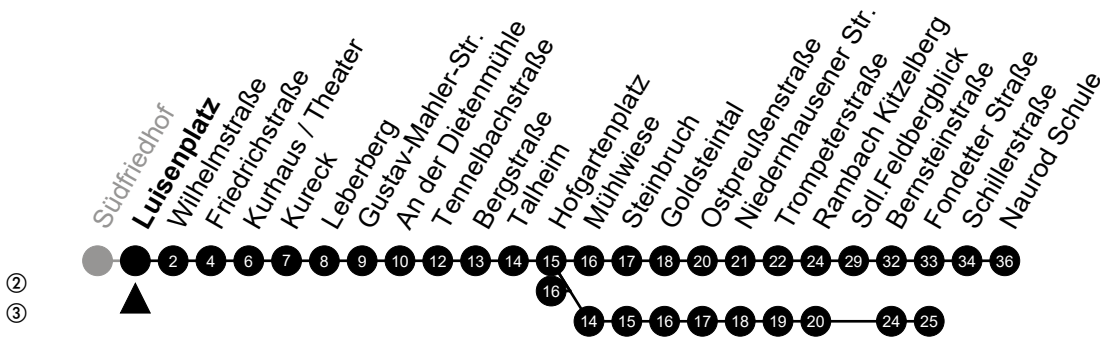 Südfriedhof
Luisenplatz
Wilhelmstraße
Friedrichstraße
Kurhaus / Theater
Kureck
Leberberg
Gustav-Mahler-Str.
An der Dietenmühle
Tennelbachstraße
Bergstraße
Talheim
Hofgartenplatz
Mühlwiese
Steinbruch
Goldsteintal
Ostpreußenstraße
Niedernhausener Str.
Trompeterstraße
Rambach Kitzelberg
Sdl.Feldbergblick
Bernsteinstraße
Fondetter Straße
Schillerstraße
Naurod Schule
2 4 6 7 8 9 10 12 13 14 15 16 17 18 20 21 22 24 29 32 33 34 36
② 16
③ 14 15 16 17 18 19 20 24 25